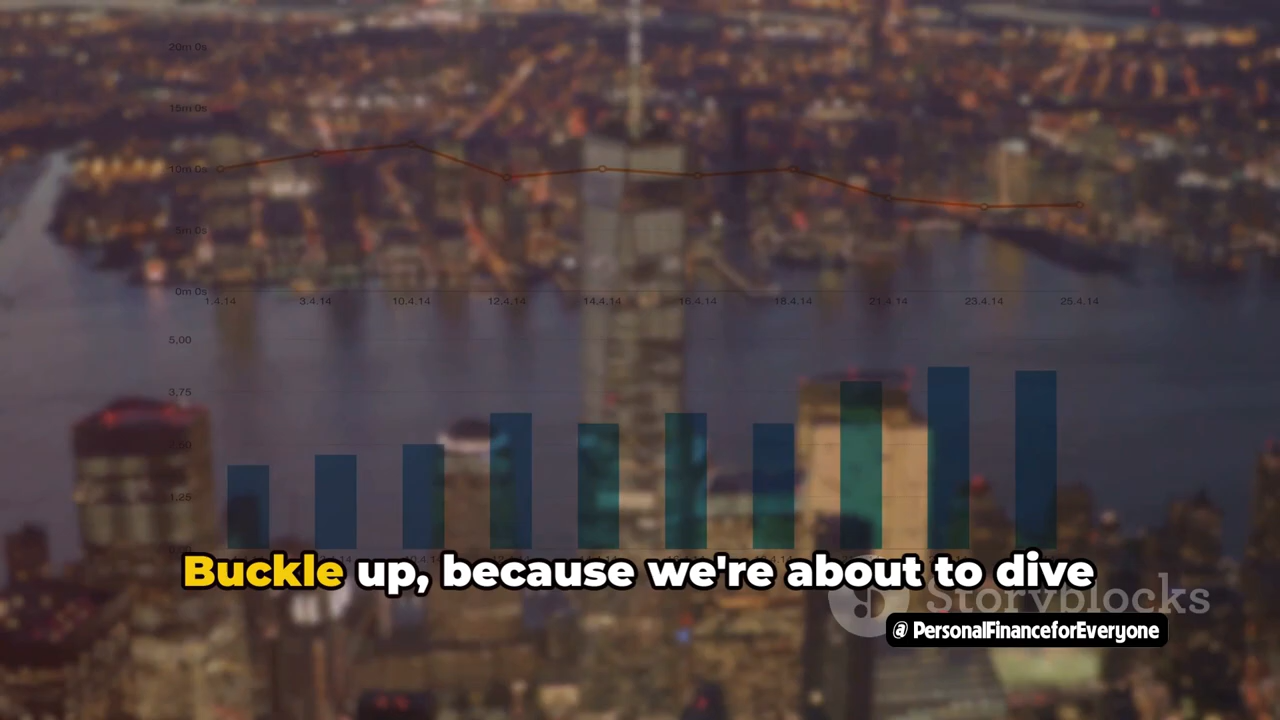 20m 0s
15m 0s
10m 0s
5m 0s
0m 0s
1.4.14 3.4.14 10.4.14 12.4.14 14.4.14 16.4.14 18.4.14 21.4.14 23.4.14 25.4.14
5,00
3,75
2,50
1,25
Buckle up, because we're about to dive
Storyblocks
@ PersonalFinanceforEveryone